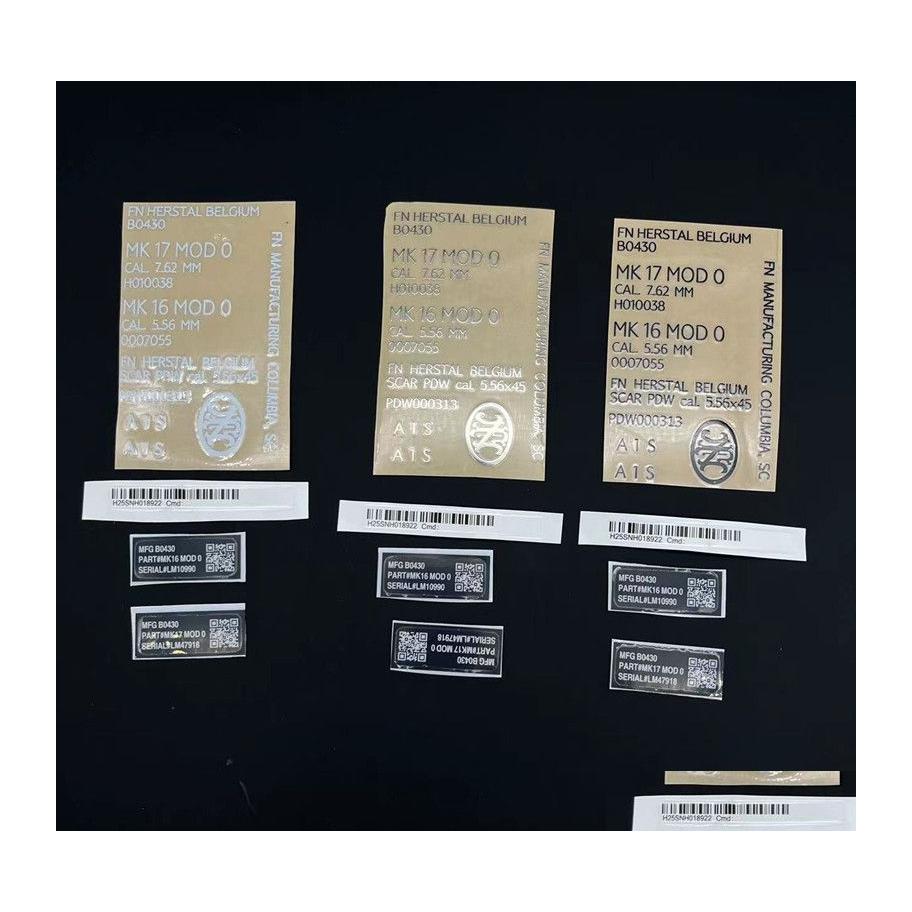 FN HERSTAL BELGIUM
B0430
MK 17 MOD 0
CAL. 7.62 MM
H010038
MK 16 MOD 0
CAL. 5.56 MM
0007055
FN HERSTAL BELGIUM
SCAR PDW cal. 5.56x45
A1S
A1S
FN MANUFACTURING COLUMBIA, SC
H25SNH018922 Cmd:
MFG B0430
PART#MK16 MOD 0
SERIAL#LM10990
MFG B0430
PART#MK17 MOD 0
SERIAL#LM47918
FN HERSTAL BELGIUM
B0430
MK 17 MOD 0
CAL. 7.62 MM
H010038
MK 16 MOD 0
CAL. 5.56 MM
0007055
FN HERSTAL BELGIUM
SCAR PDW cal. 5.56x45
PDW000313
A1S
A1S
FN MANUFACTURING COLUMBIA, SC
H25SNH018922 Cmd:
MFG B0430
PART#MK16 MOD 0
SERIAL#LM10990
MFG B0430
PART#MK17 MOD 0
SERIAL#LM47918
FN HERSTAL BELGIUM
B0430
MK 17 MOD 0
CAL. 7.62 MM
H010038
MK 16 MOD 0
CAL. 5.56 MM
0007055
FN HERSTAL BELGIUM
SCAR PDW cal. 5.56x45
PDW000313
A1S
A1S
FN MANUFACTURING COLUMBIA, SC
H25SNH018922 Cmd:
MFG B0430
PART#MK16 MOD 0
SERIAL#LM10990
MFG B0430
PART#MK17 MOD 0
SERIAL#LM47918
H25SNH018922 Cmd: